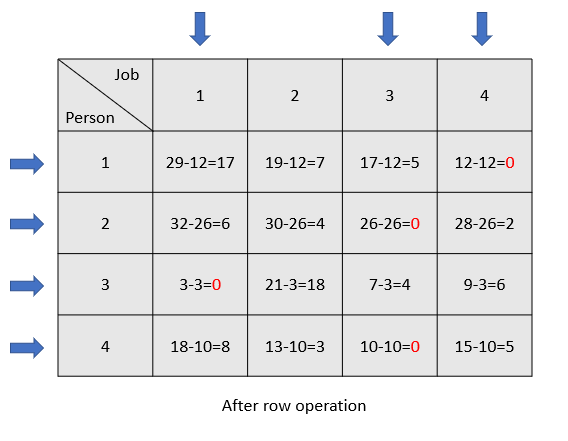 Job
Person
1 2 3 4
1 29-12=17 19-12=7 17-12=5 12-12=0
2 32-26=6 30-26=4 26-26=0 28-26=2
3 3-3=0 21-3=18 7-3=4 9-3=6
4 18-10=8 13-10=3 10-10=0 15-10=5
After row operation